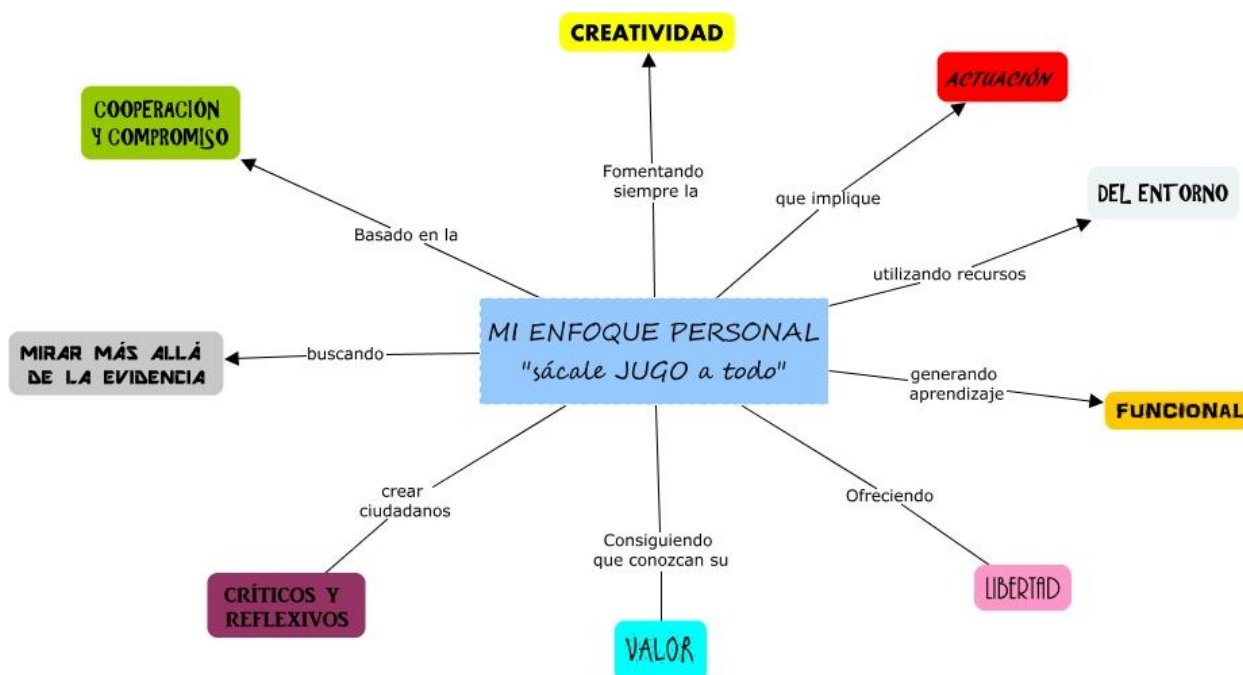 CREATIVIDAD
ACTUACIÓN
COOPERACIÓN
Y COMPROMISO
Fomentando
siempre la
que implique
DEL ENTORNO
Basado en la
utilizando recursos
MI ENFOQUE PERSONAL
"sácale JUGO a todo"
MIRAR MÁS ALLÁ
DE LA EVIDENCIA
buscando
generando
aprendizaje
FUNCIONAL
crear
ciudadanos
Ofreciendo
Consiguiendo
que conozcan su
CRÍTICOS Y
REFLEXIVOS
LIBERTAD
VALOR